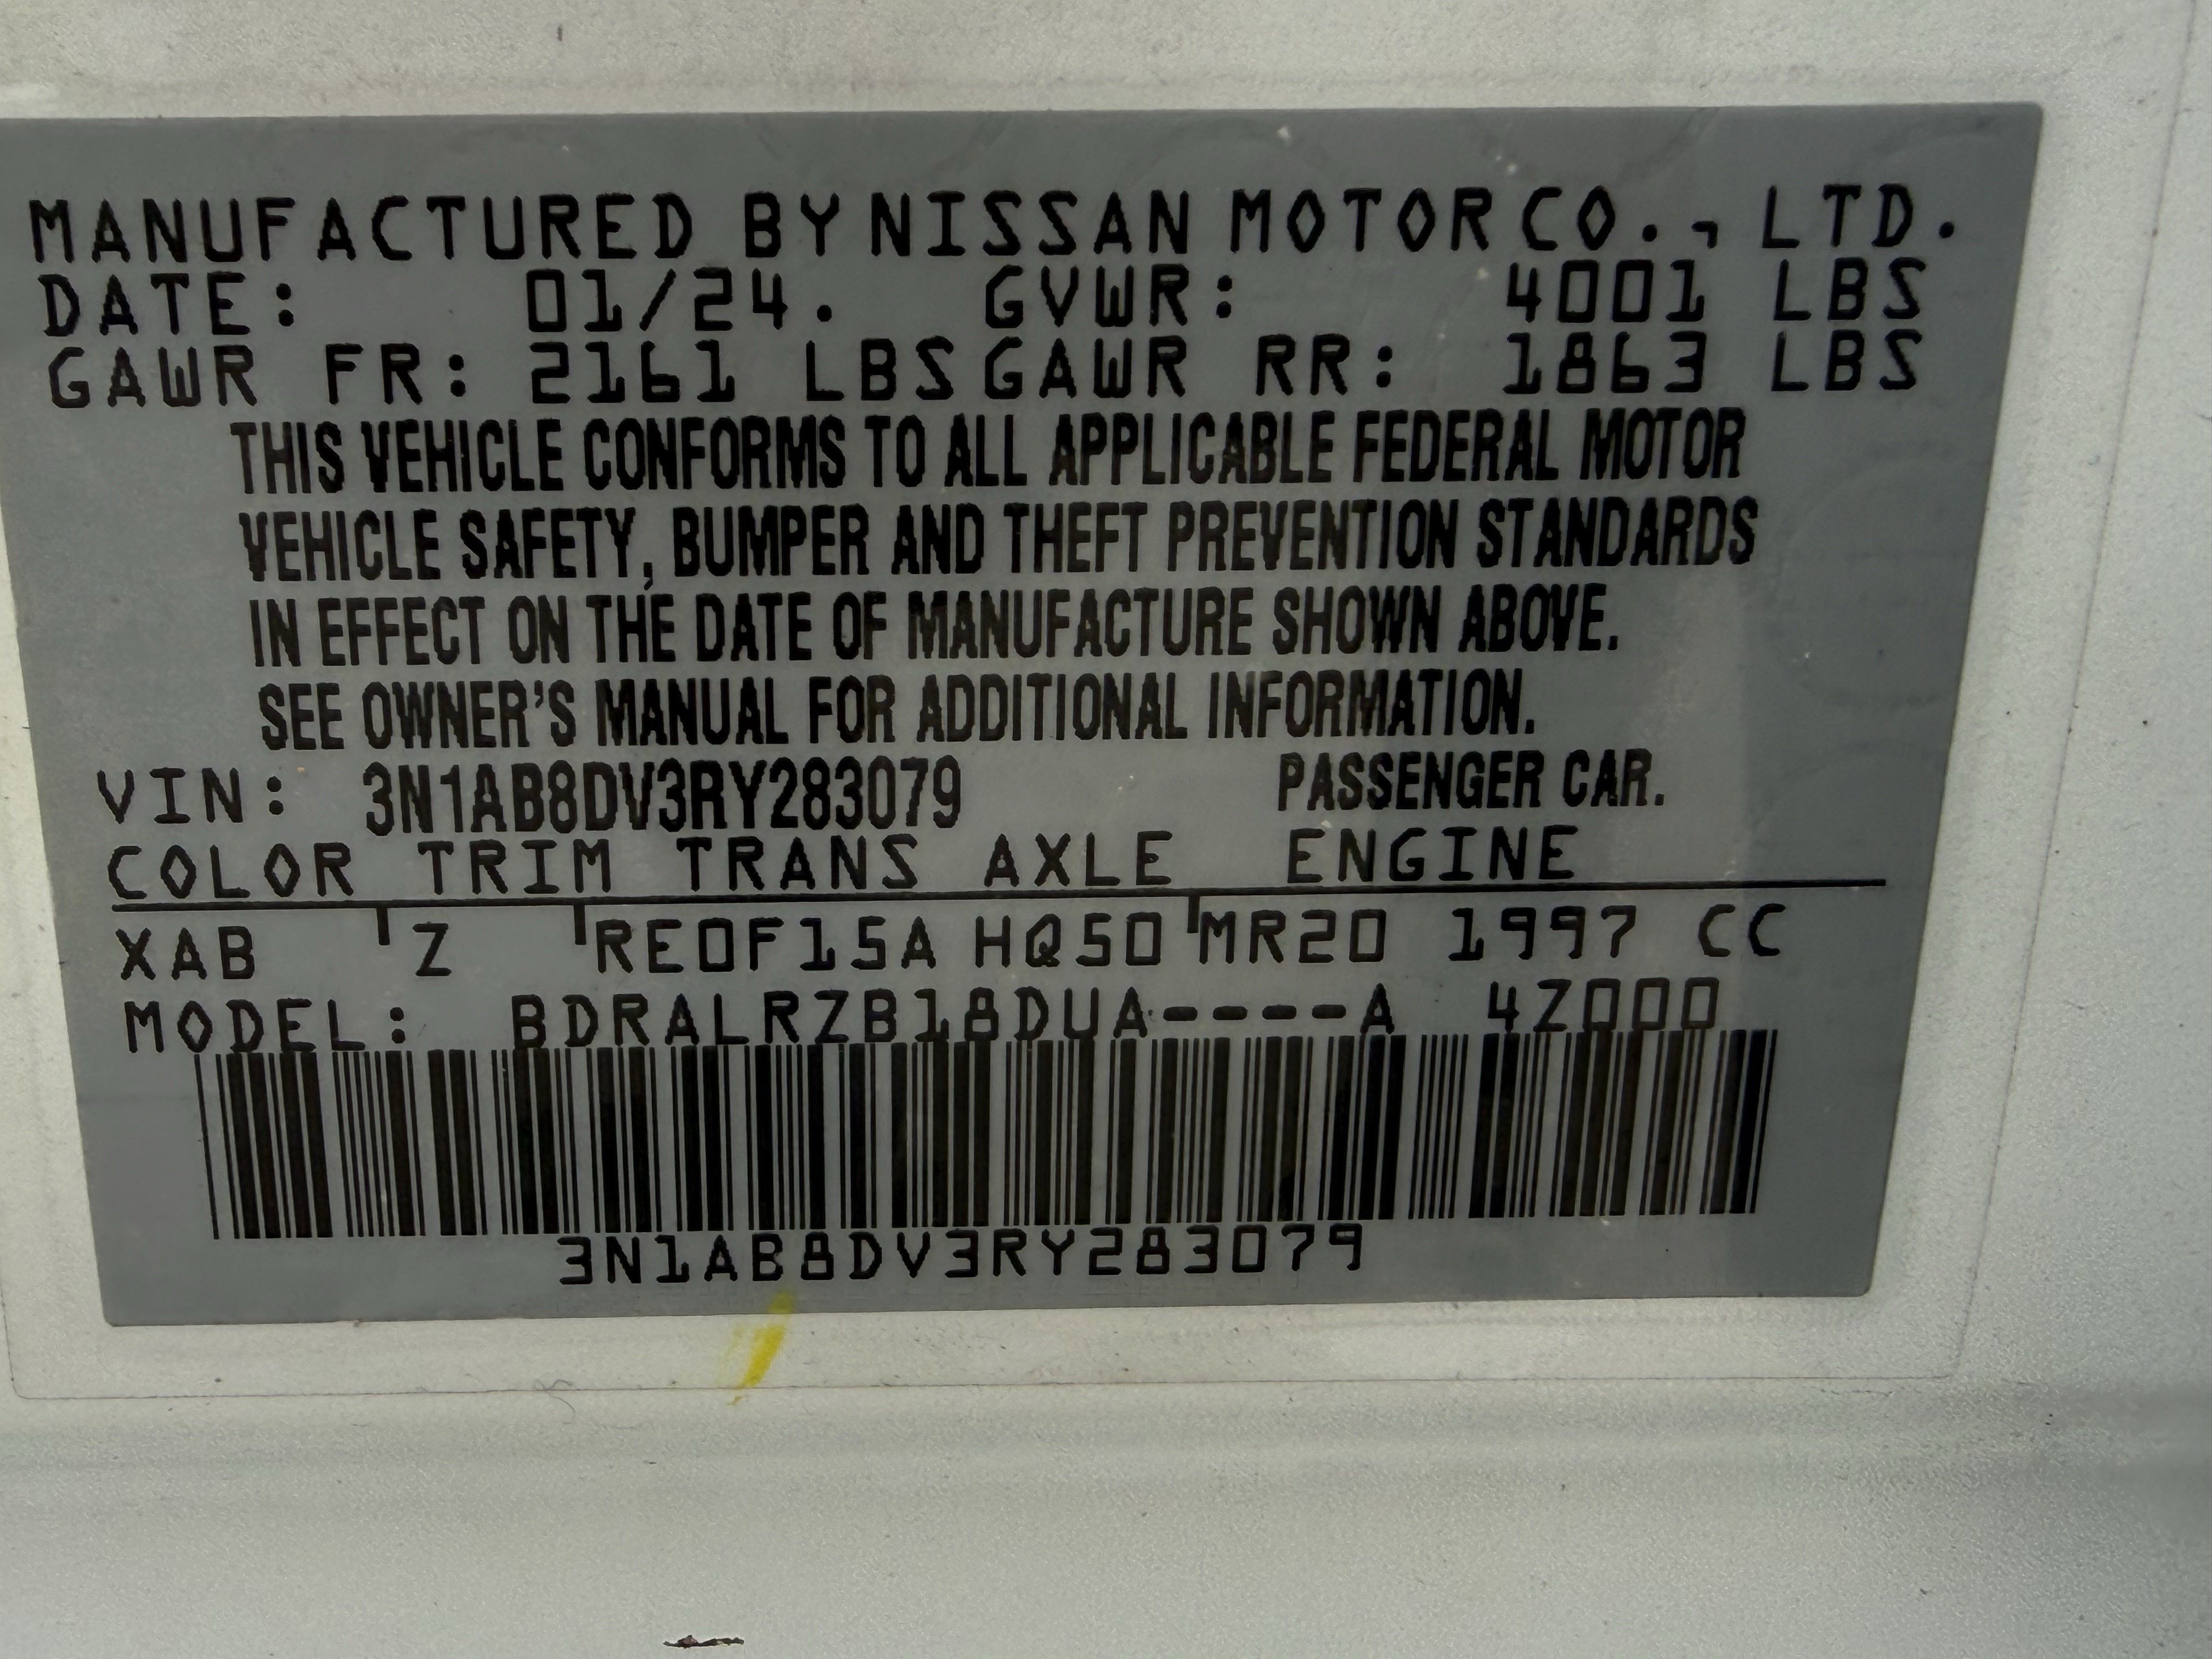 MANUFACTURED BY NISSAN MOTOR CO., LTD.
DATE: 01/24. GVWR: 4001 LBS
GAWR FR: 2161 LBS GAWR RR: 1863 LBS
THIS VEHICLE CONFORMS TO ALL APPLICABLE FEDERAL MOTOR
VEHICLE SAFETY, BUMPER AND THEFT PREVENTION STANDARDS
IN EFFECT ON THE DATE OF MANUFACTURE SHOWN ABOVE.
SEE OWNER'S MANUAL FOR ADDITIONAL INFORMATION.
VIN: 3N1AB8DV3RY283079 PASSENGER CAR.
COLOR TRIM TRANS AXLE ENGINE
XAB Z RE0F15A HQ50 MR20 1997 CC
MODEL: BDRALRZB18DUA----A 4Z000
3N1AB8DV3RY283079